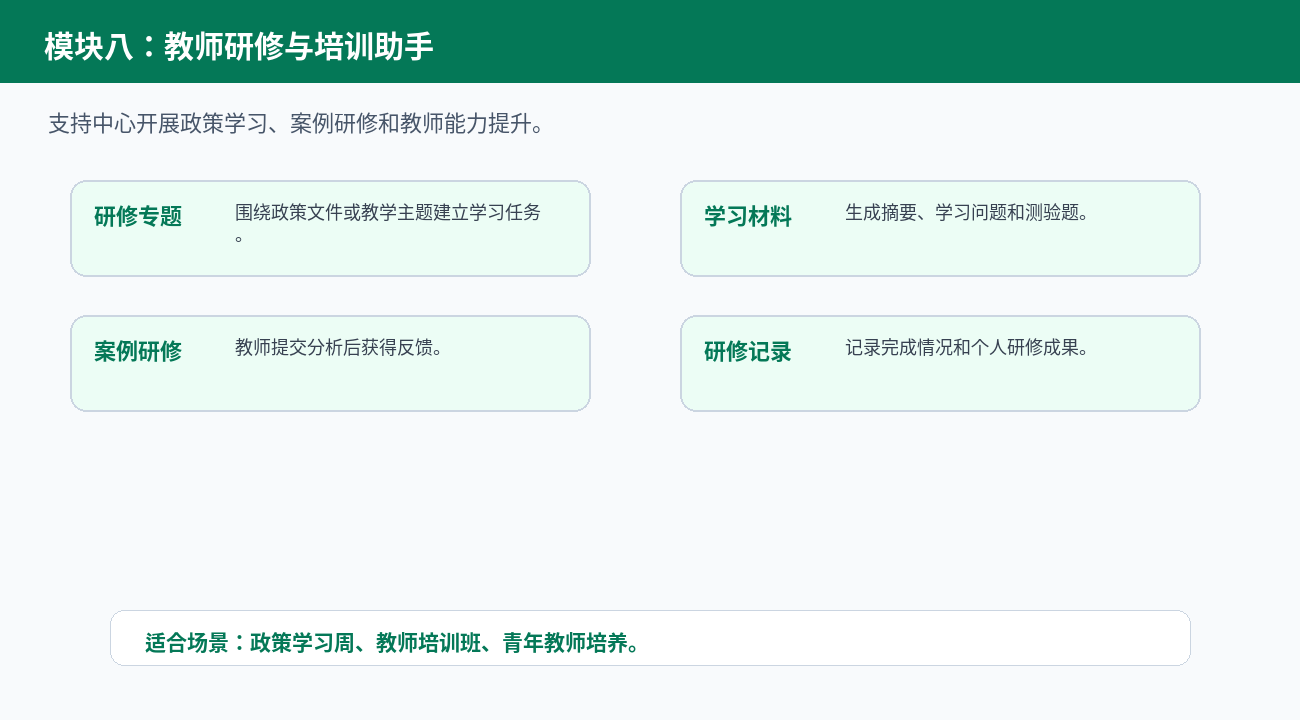 模块八：教师研修与培训助手
支持中心开展政策学习、案例研修和教师能力提升。
研修专题
围绕政策文件或教学主题建立学习任务
。
学习材料
生成摘要、学习问题和测验题。
案例研修
教师提交分析后获得反馈。
研修记录
记录完成情况和个人研修成果。
适合场景：政策学习周、教师培训班、青年教师培养。